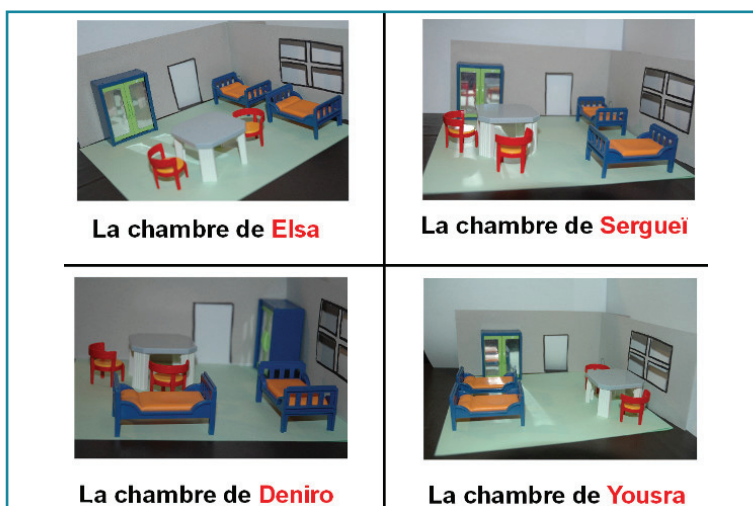 La chambre de Elsa
La chambre de Sergueï
La chambre de Deniro
La chambre de Yousra